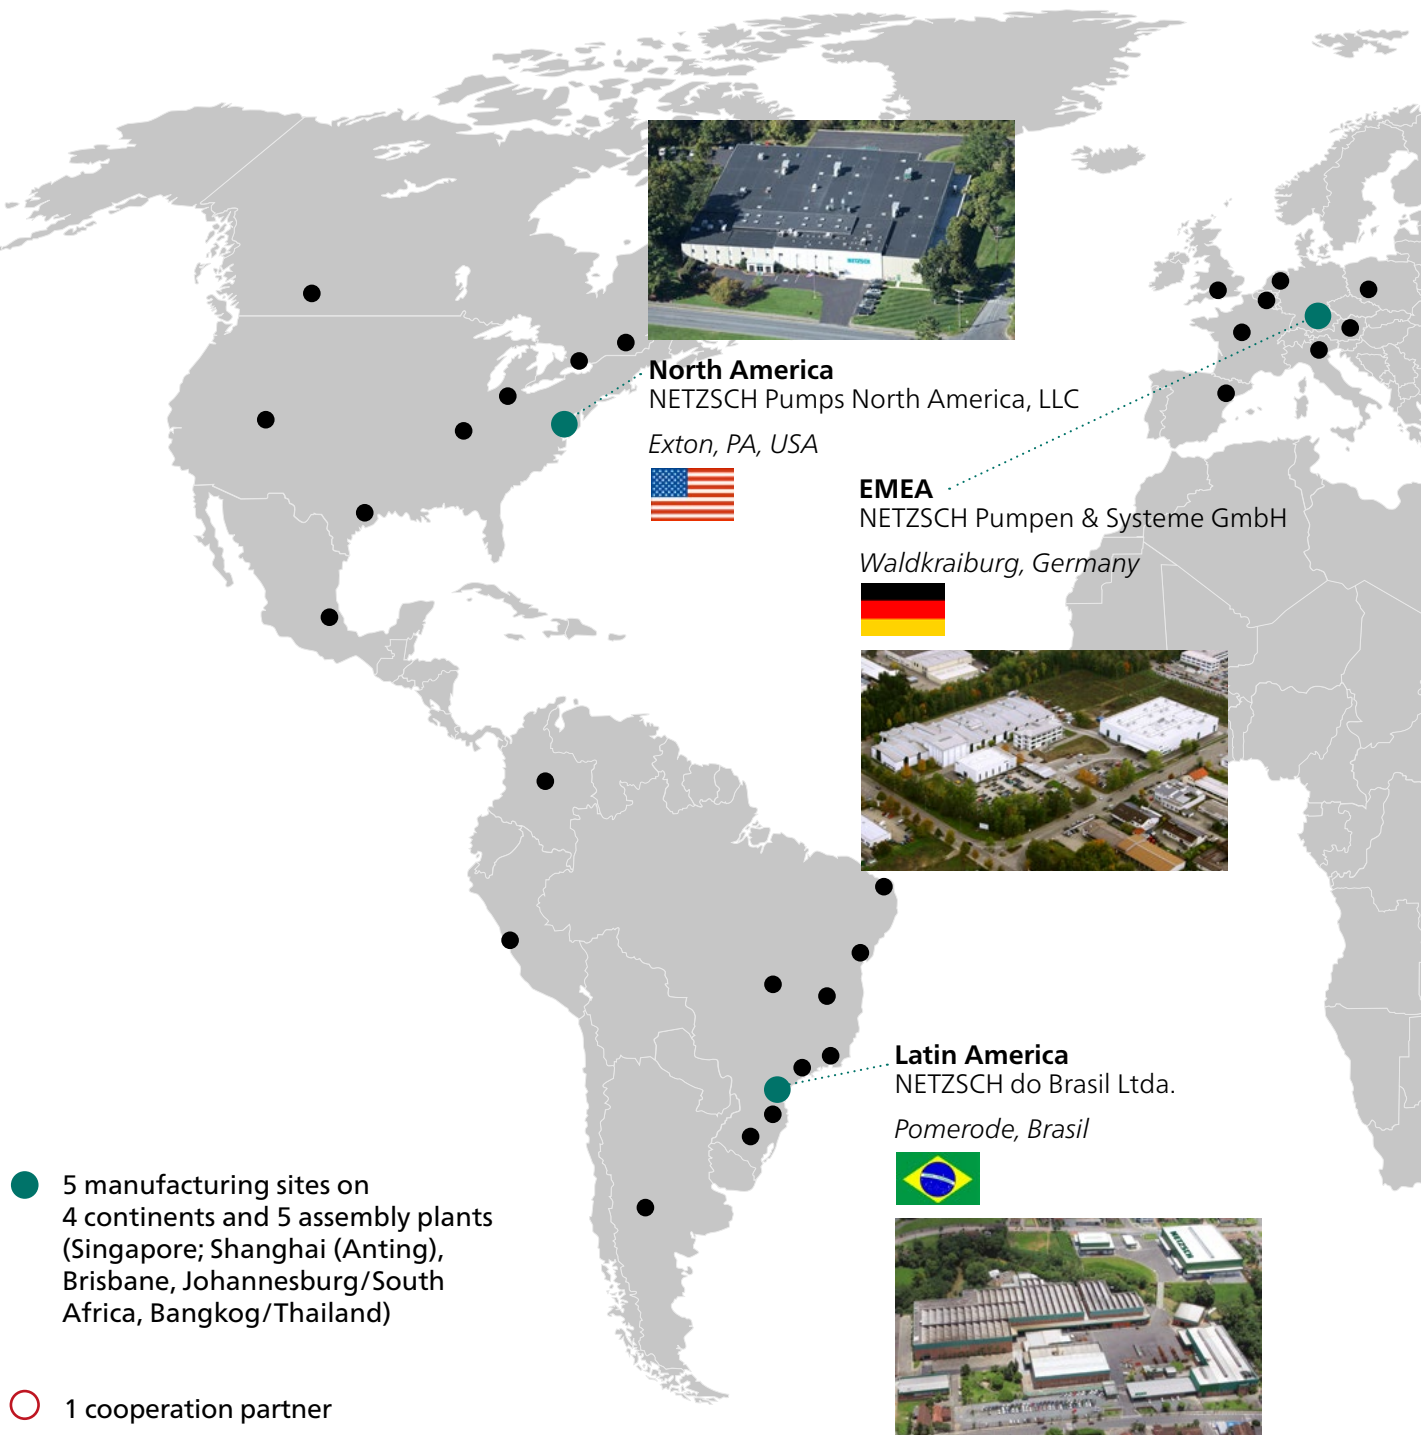 NETZSCH
North America
NETZSCH Pumps North America, LLC
Exton, PA, USA
EMEA
NETZSCH Pumpen & Systeme GmbH
Waldkraiburg, Germany
Latin America
NETZSCH do Brasil Ltda.
Pomerode, Brasil
NETZSCH
5 manufacturing sites on
4 continents and 5 assembly plants
(Singapore; Shanghai (Anting),
Brisbane, Johannesburg/South
Africa, Bangkog/Thailand)
1 cooperation partner